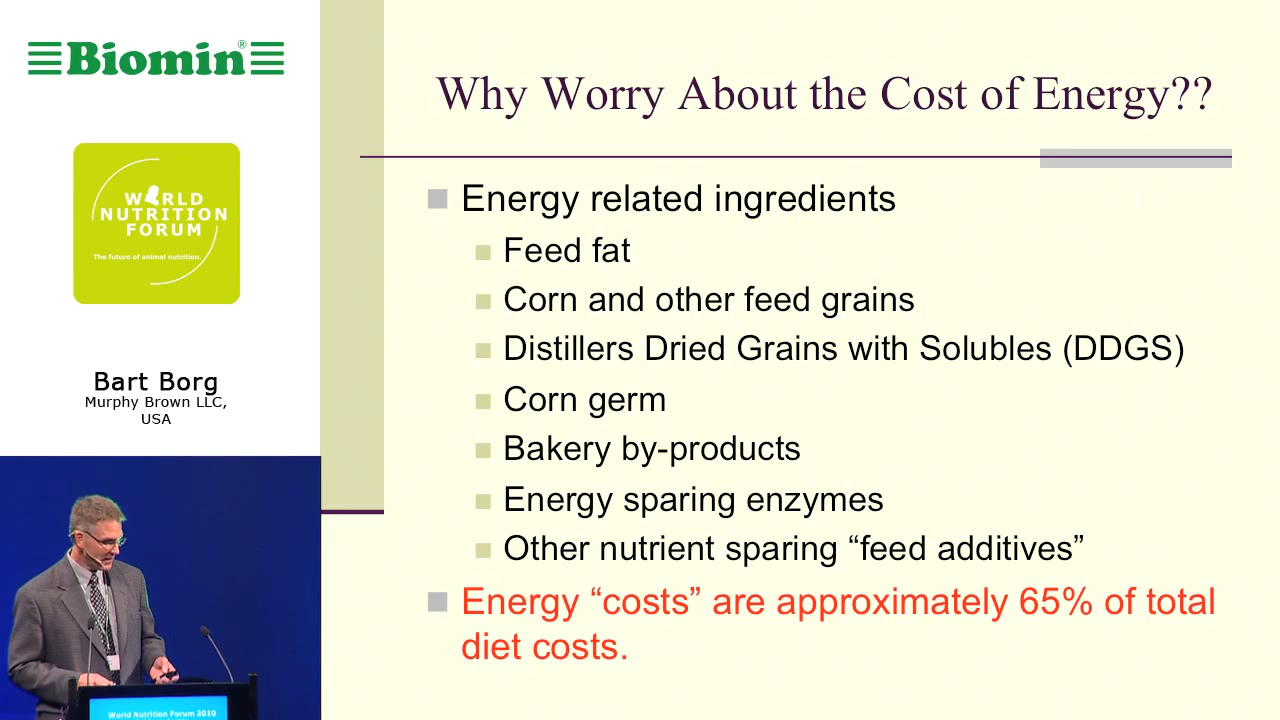 Biomin®
WORLD
NUTRITION
FORUM
The future of animal nutrition.
Bart Borg
Murphy Brown LLC,
USA
World Nutrition Forum 2010
Why Worry About the Cost of Energy??
Energy related ingredients
Feed fat
Corn and other feed grains
Distillers Dried Grains with Solubles (DDGS)
Corn germ
Bakery by-products
Energy sparing enzymes
Other nutrient sparing “feed additives”
Energy “costs” are approximately 65% of total
diet costs.